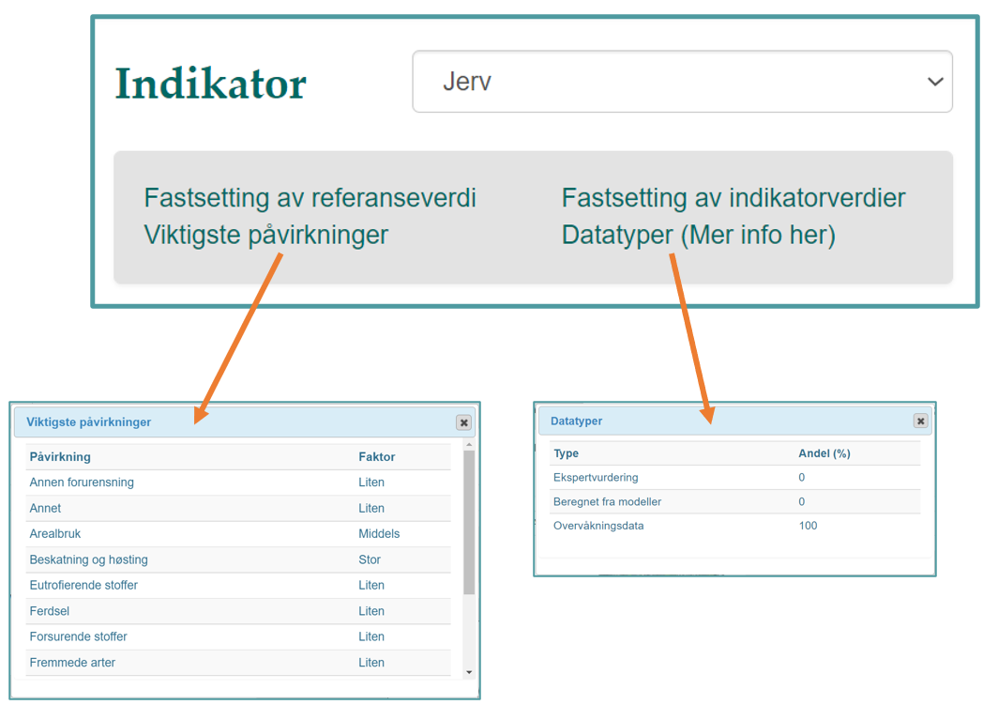 Indikator
Jerv
Fastsetting av referanseverdi
Fastsetting av indikatorverdier
Viktigste påvirkninger
Datatyper (Mer info her)
Viktigste påvirkninger
Påvirkning Faktor
Annen forurensning Liten
Annet Liten
Arealbruk Middels
Beskatning og høsting Stor
Eutrofierende stoffer Liten
Ferdsel Liten
Forsurende stoffer Liten
Fremmede arter Liten
Datatyper
Type Andel (%)
Ekspertvurdering 0
Beregnet fra modeller 0
Overvåkningsdata 100